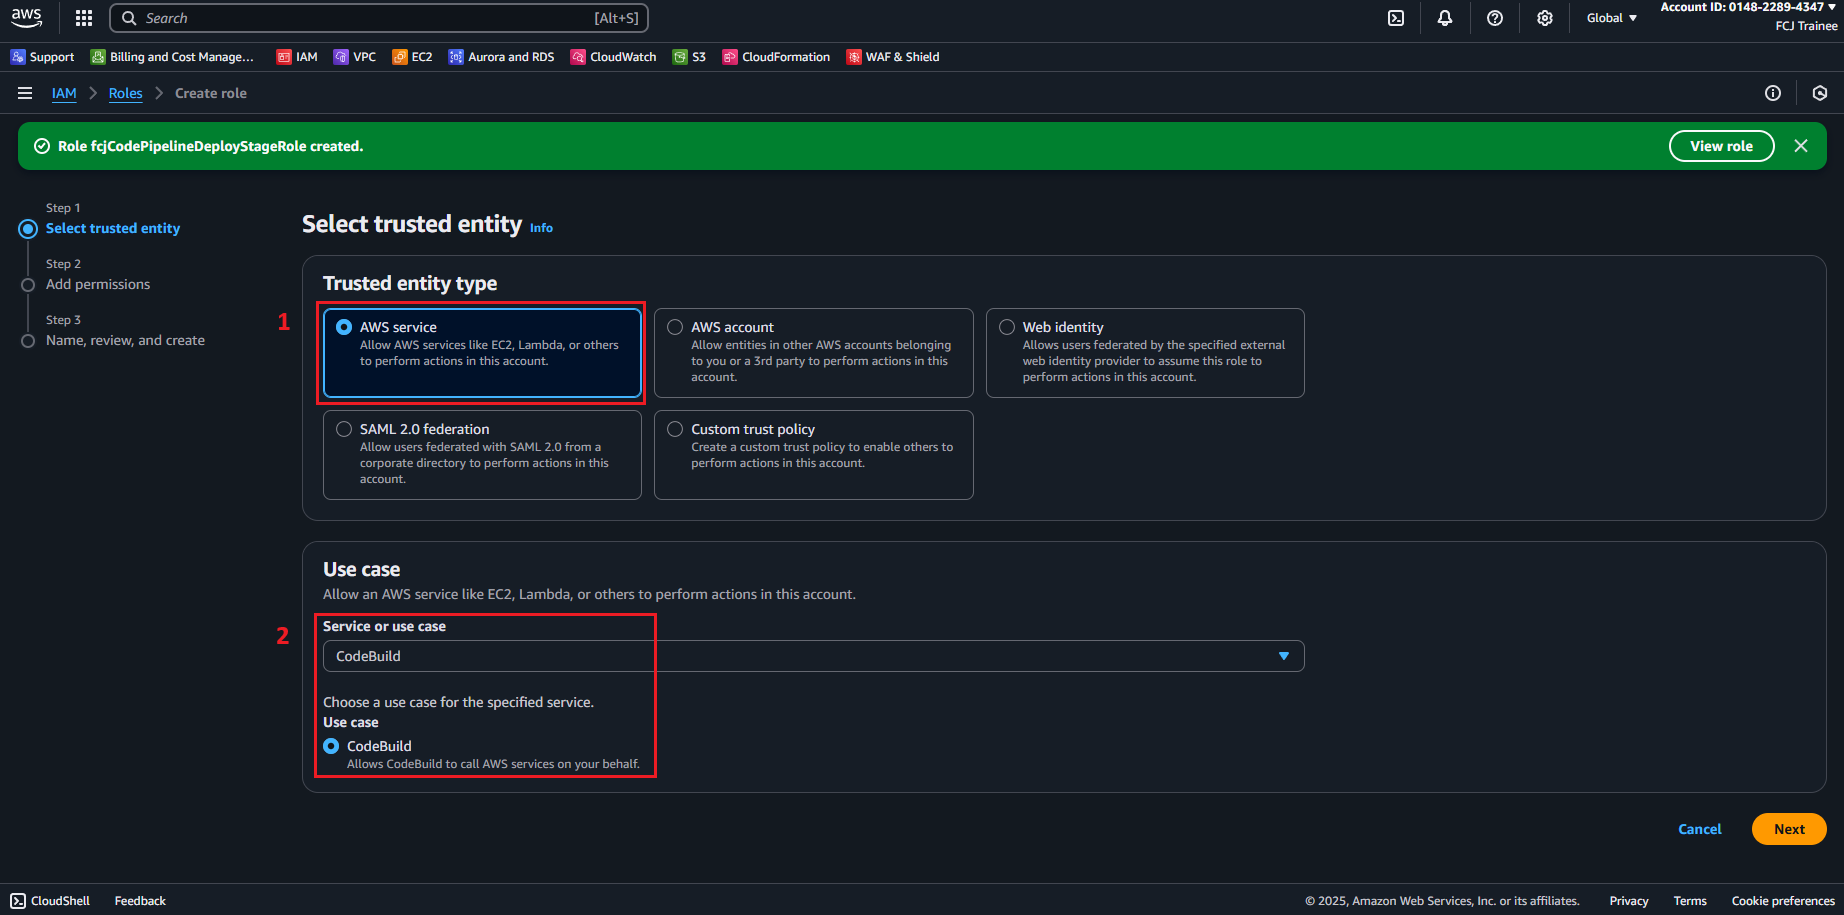 aws
Search [Alt+S]
Global
Account ID: 0148-2289-4347
FCJ Trainee
Support
Billing and Cost Manage...
IAM
VPC
EC2
Aurora and RDS
CloudWatch
S3
CloudFormation
WAF & Shield
IAM
Roles
Create role
Role fcjCodePipelineDeployStageRole created.
View role
Step 1
Select trusted entity
Step 2
Add permissions
Step 3
Name, review, and create
Select trusted entity Info
Trusted entity type
1
AWS service
Allow AWS services like EC2, Lambda, or others
to perform actions in this account.
AWS account
Allow entities in other AWS accounts belonging
to you or a 3rd party to perform actions in this
account.
Web identity
Allows users federated by the specified external
web identity provider to assume this role to
perform actions in this account.
SAML 2.0 federation
Allow users federated with SAML 2.0 from a
corporate directory to perform actions in this
account.
Custom trust policy
Create a custom trust policy to enable others to
perform actions in this account.
Use case
Allow an AWS service like EC2, Lambda, or others to perform actions in this account.
2
Service or use case
CodeBuild
Choose a use case for the specified service.
Use case
CodeBuild
Allows CodeBuild to call AWS services on your behalf.
Cancel
Next
CloudShell
Feedback
© 2025, Amazon Web Services, Inc. or its affiliates.
Privacy
Terms
Cookie preferences